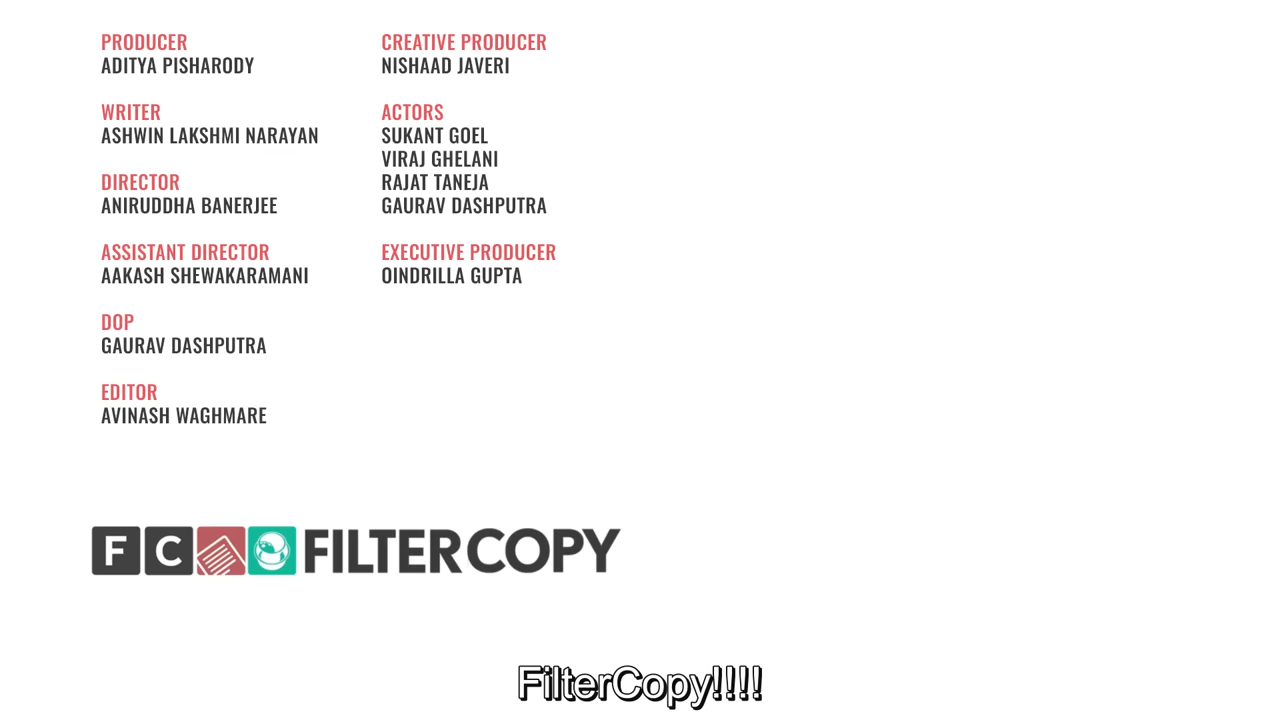 PRODUCER
ADITYA PISHARODY
WRITER
ASHWIN LAKSHMI NARAYAN
DIRECTOR
ANIRUDDHA BANERJEE
ASSISTANT DIRECTOR
AAKASH SHEWAKARAMANI
DOP
GAURAV DASHPUTRA
EDITOR
AVINASH WAGHMARE
CREATIVE PRODUCER
NISHAAD JAVERI
ACTORS
SUKANT GOEL
VIRAJ GHELANI
RAJAT TANEJA
GAURAV DASHPUTRA
EXECUTIVE PRODUCER
OINDRILLA GUPTA
FC FILTERCOPY
FilterCopy!!!!